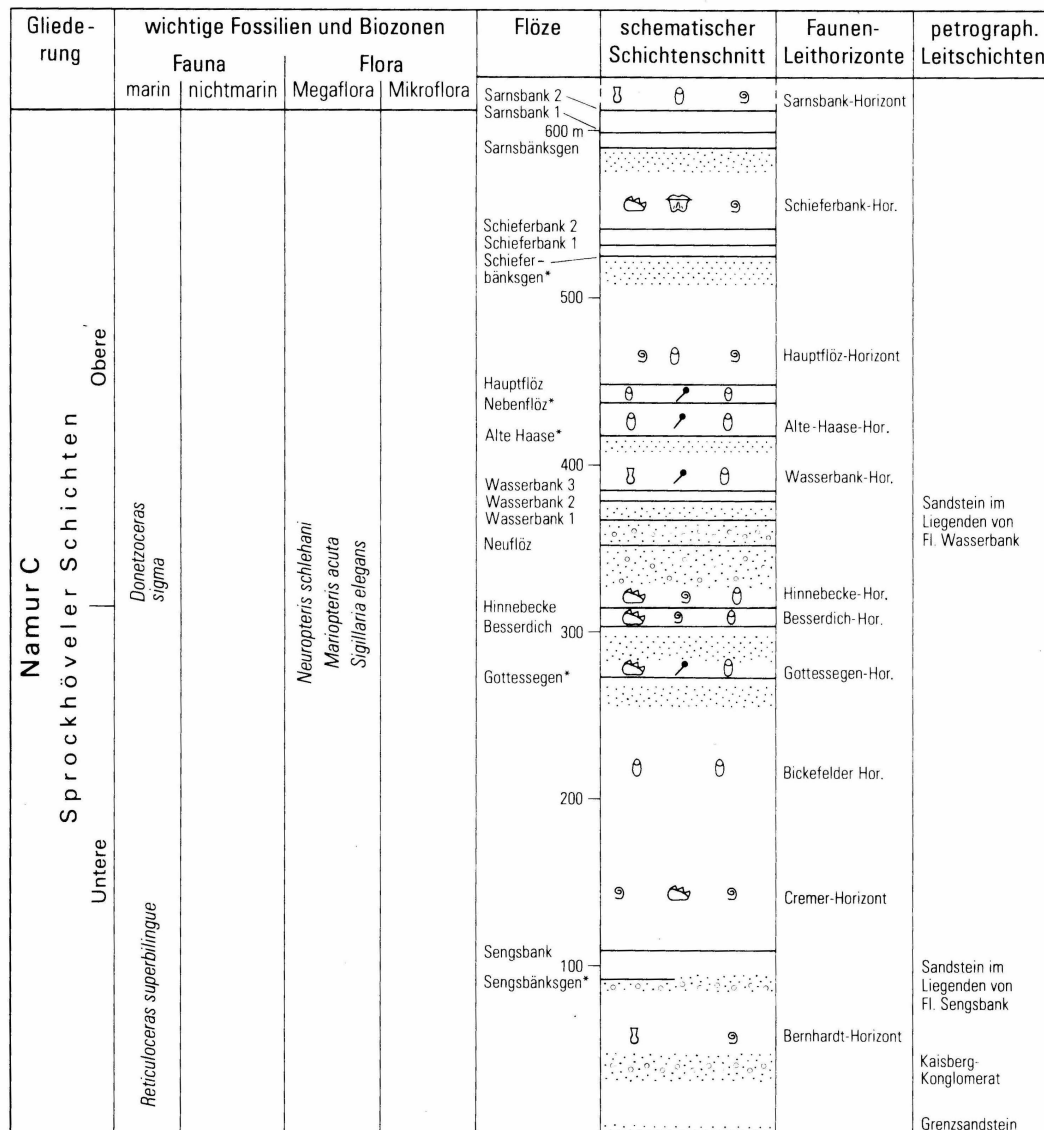 Gliede-
rung
wichtige Fossilien und Biozonen
Fauna
Flora
marin
nichtmarin
Megaflora
Mikroflora
Flöze
schematischer
Schichtenschnitt
Faunen-
Leithorizonte
petrograph.
Leitschichten
Namur C
Sprockhöveler Schichten
Obere
Untere
Donetzoceras
sigma
Reticuloceras superbilingue
Neuropteris schlehani
Mariopteris acuta
Sigillaria elegans
Sarnsbank 2
Sarnsbank 1
600 m
Sarnsbänksgen
Schieferbank 2
Schieferbank 1
Schiefer-
bänksgen*
500
Hauptflöz
Nebenflöz*
Alte Haase*
400
Wasserbank 3
Wasserbank 2
Wasserbank 1
Neuflöz
Hinnebecke
Besserdich
300
Gottessegen*
200
Sengsbank
100
Sengsbänksgen*
Sarnsbank-Horizont
Schieferbank-Hor.
Hauptflöz-Horizont
Alte-Haase-Hor.
Wasserbank-Hor.
Hinnebecke-Hor.
Besserdich-Hor.
Gottessegen-Hor.
Bickefelder Hor.
Cremer-Horizont
Bernhardt-Horizont
Sandstein im
Liegenden von
Fl. Wasserbank
Sandstein im
Liegenden von
Fl. Sengsbank
Kaisberg-
Konglomerat
Grenzsandstein